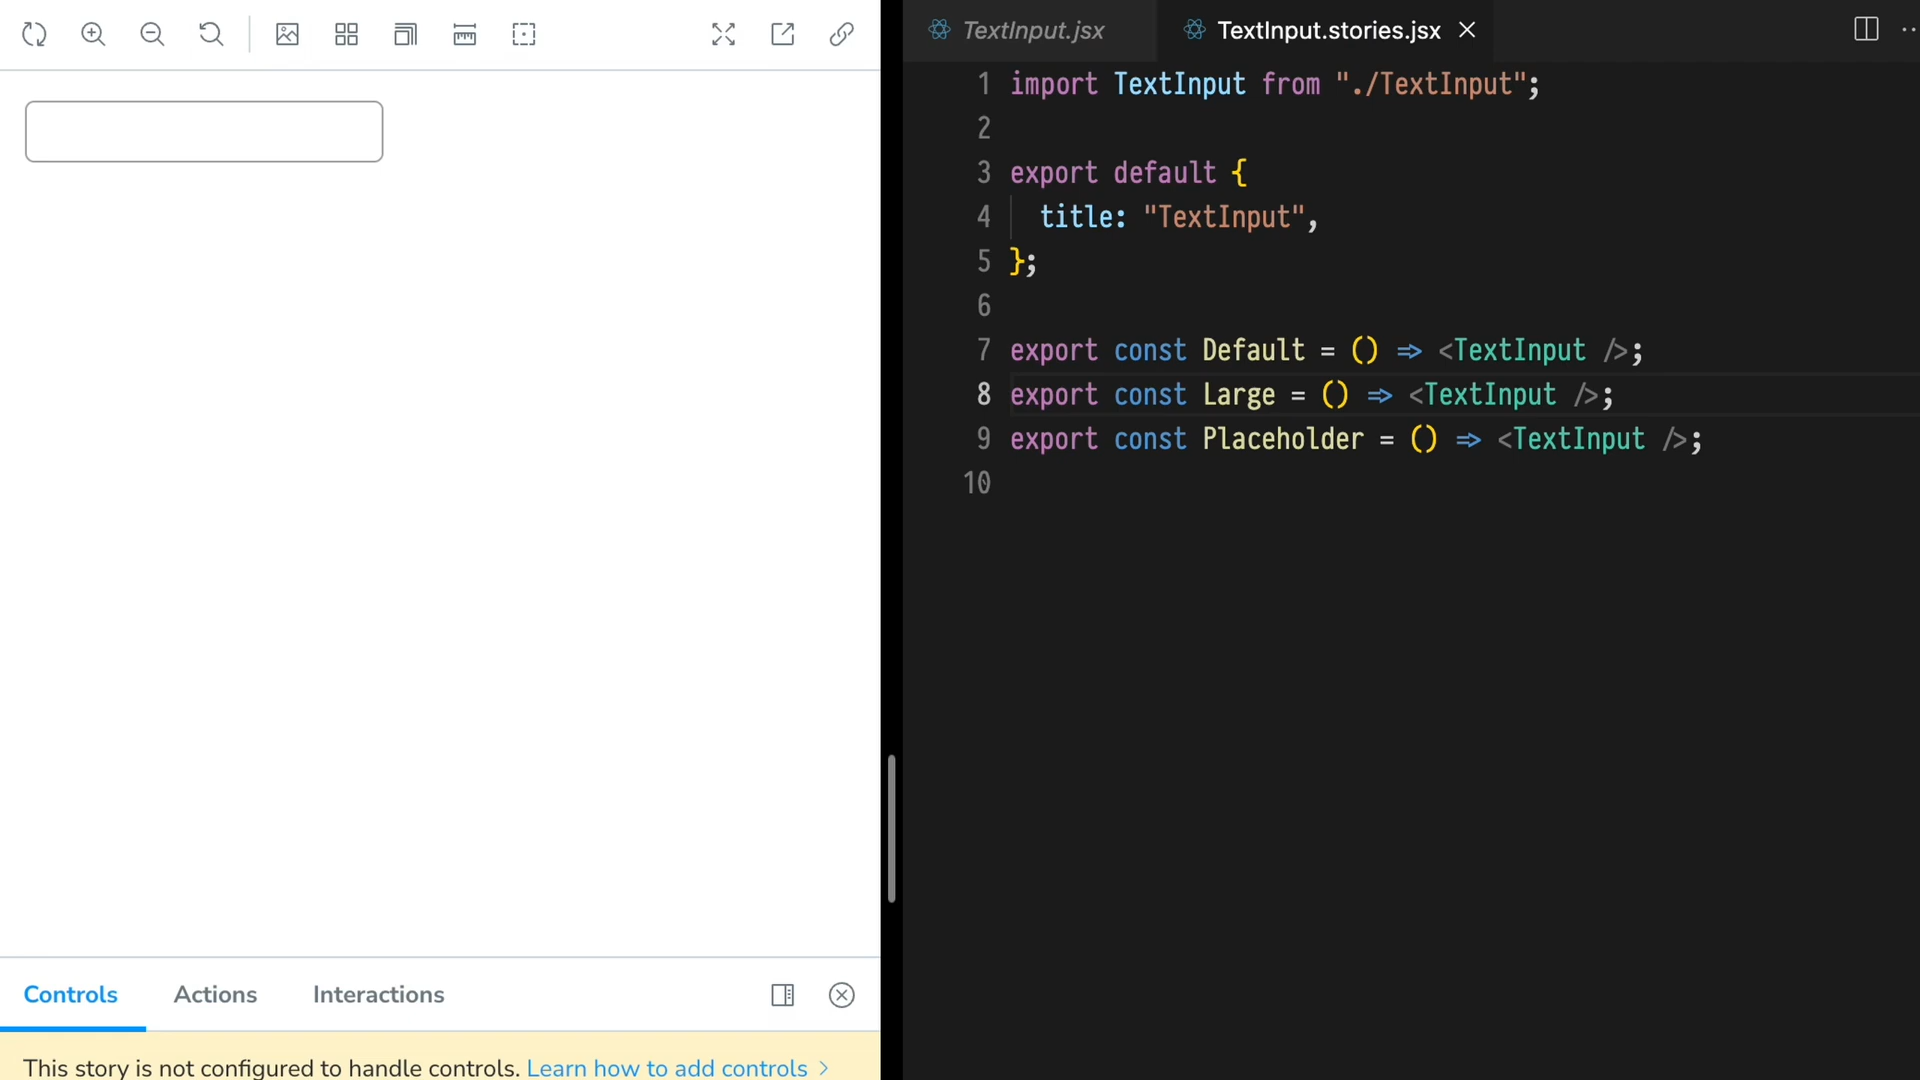 Controls
Actions
Interactions
This story is not configured to handle controls. Learn how to add controls
TextInput.jsx
TextInput.stories.jsx
1 import TextInput from "./TextInput";
2
3 export default {
4 title: "TextInput",
5 };
6
7 export const Default = () => <TextInput />;
8 export const Large = () => <TextInput />;
9 export const Placeholder = () => <TextInput />;
10